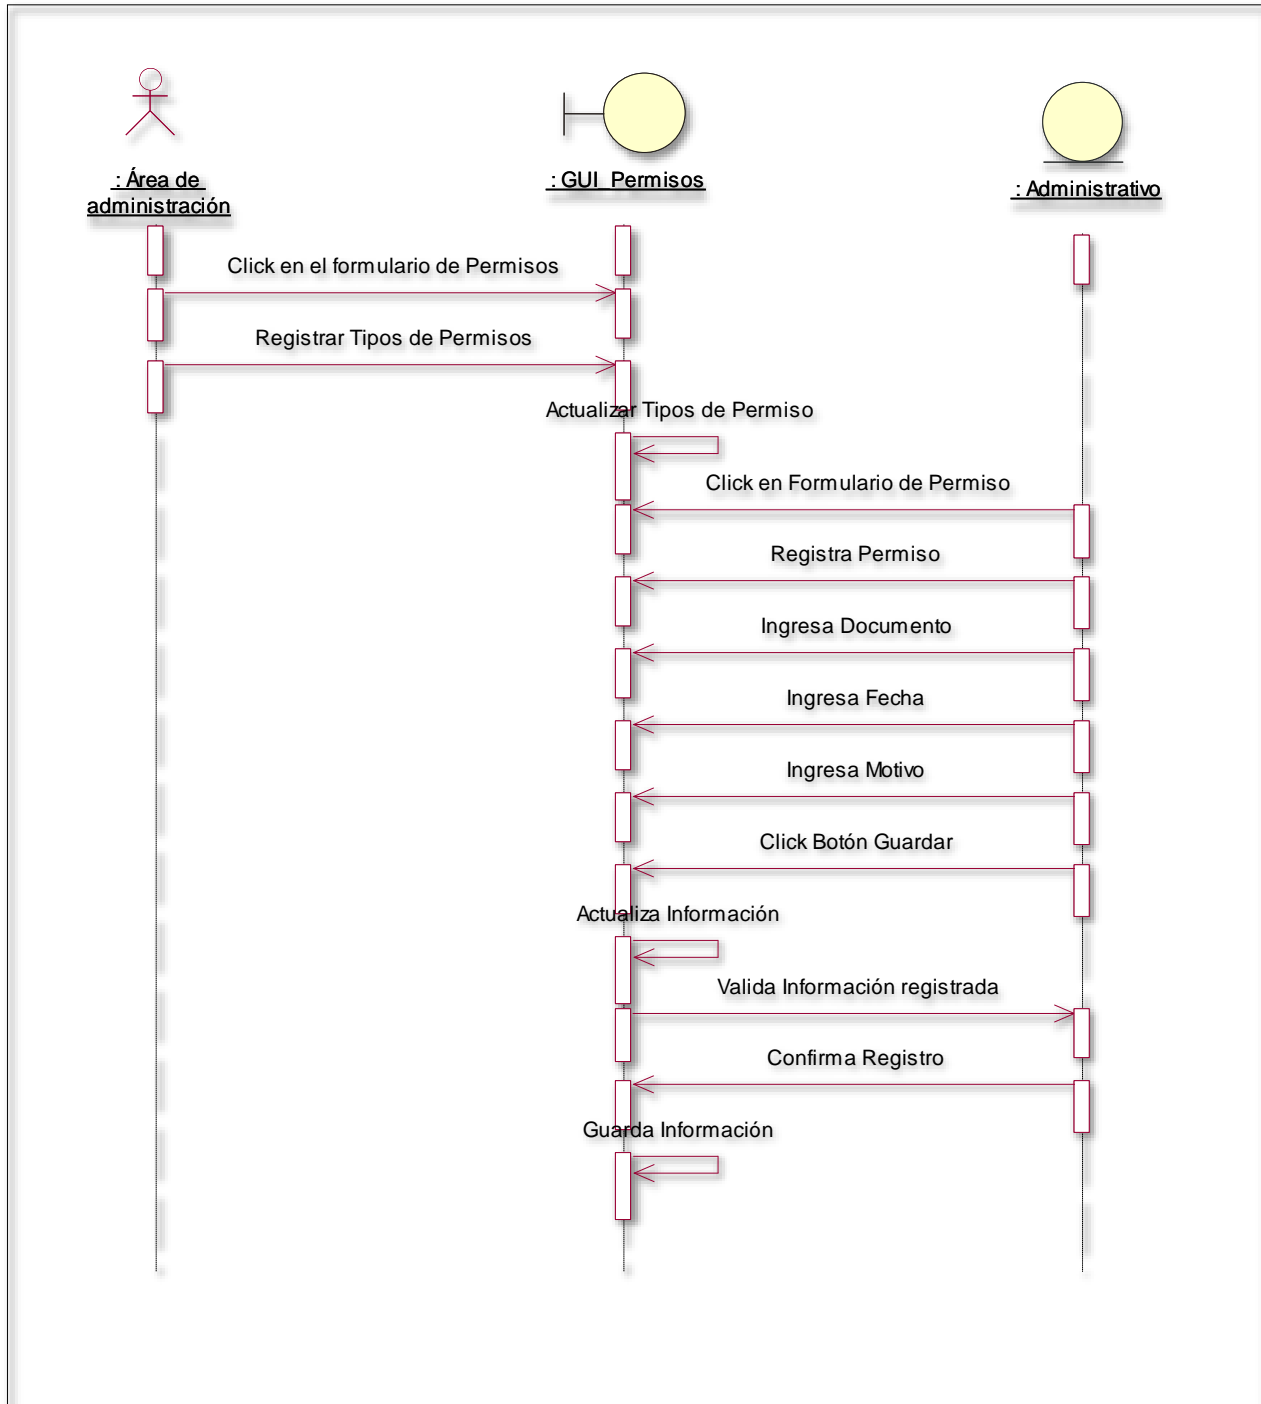 : Área de
administración
: GUI_Permisos
: Administrativo
Click en el formulario de Permisos
Registrar Tipos de Permisos
Actualizar Tipos de Permiso
Click en Formulario de Permiso
Registra Permiso
Ingresa Documento
Ingresa Fecha
Ingresa Motivo
Click Botón Guardar
Actualiza Información
Valida Información registrada
Confirma Registro
Guarda Información